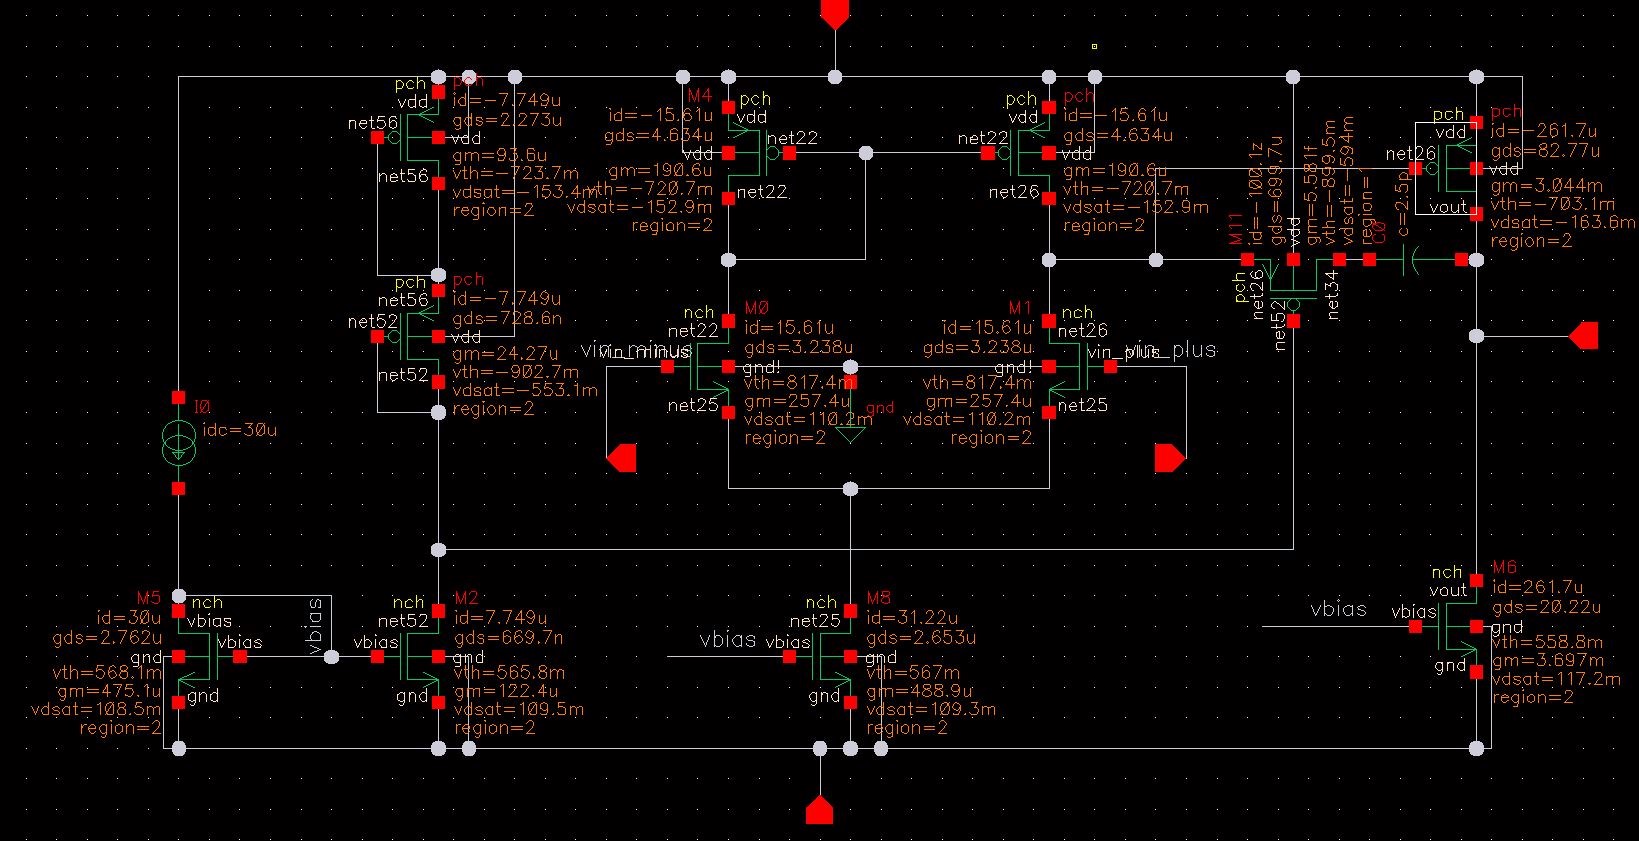 pch
pch
vdd
id=-7.749u
gds=2.273u
net56
vdd
gm=93.6u
vth=-723.7m
net56
vdsat=-153.4m
region=2
pch
pch
net56
id=-7.749u
gds=728.6n
net52
vdd
gm=24.27u
vth=-902.7m
net52
vdsat=-553.1m
region=2
I0
idc=30u
M4
pch
vdd
id=-15.61u
gds=4.634u
net22
vdd
gm=190.6u
vth=-720.7m
net22
vdsat=-152.9m
region=2
pch
pch
vdd
id=-15.61u
gds=4.634u
net22
vdd
gm=190.6u
vth=-720.7m
net26
vdsat=-152.9m
region=2
M0
nch
net22
id=15.61u
gds=3.238u
vin_minus
vin_minus
gnd!
vth=817.4m
gm=257.4u
net25
vdsat=110.2m
region=2
gnd
M1
nch
net26
id=15.61u
gds=3.238u
vin_plus
vin_plus
gnd!
vth=817.4m
gm=257.4u
net25
vdsat=110.2m
region=2
M11
id=-100.1z
gds=699.7u
vdd
gm=5.581f
vth=-899.5m
vdsat=-594m
region=1
pch
net26
net52
net34
C0
c=2.5p
pch
pch
vdd
id=-261.7u
gds=82.77u
net26
vdd
gm=3.044m
vth=-703.1m
vout
vdsat=-163.6m
region=2
M5
nch
vbias
id=30u
gds=2.762u
vbias
gnd
vth=568.1m
gm=475.1u
gnd
vdsat=108.5m
region=2
vbias
M2
nch
net52
id=7.749u
gds=669.7n
vbias
gnd
vth=565.8m
gm=122.4u
gnd
vdsat=109.5m
region=2
M8
nch
net25
id=31.22u
gds=2.653u
vbias
vbias
gnd
vth=567m
gm=488.9u
gnd
vdsat=109.3m
region=2
M6
nch
vout
id=261.7u
gds=20.22u
vbias
vbias
gnd
vth=558.8m
gm=3.697m
gnd
vdsat=117.2m
region=2